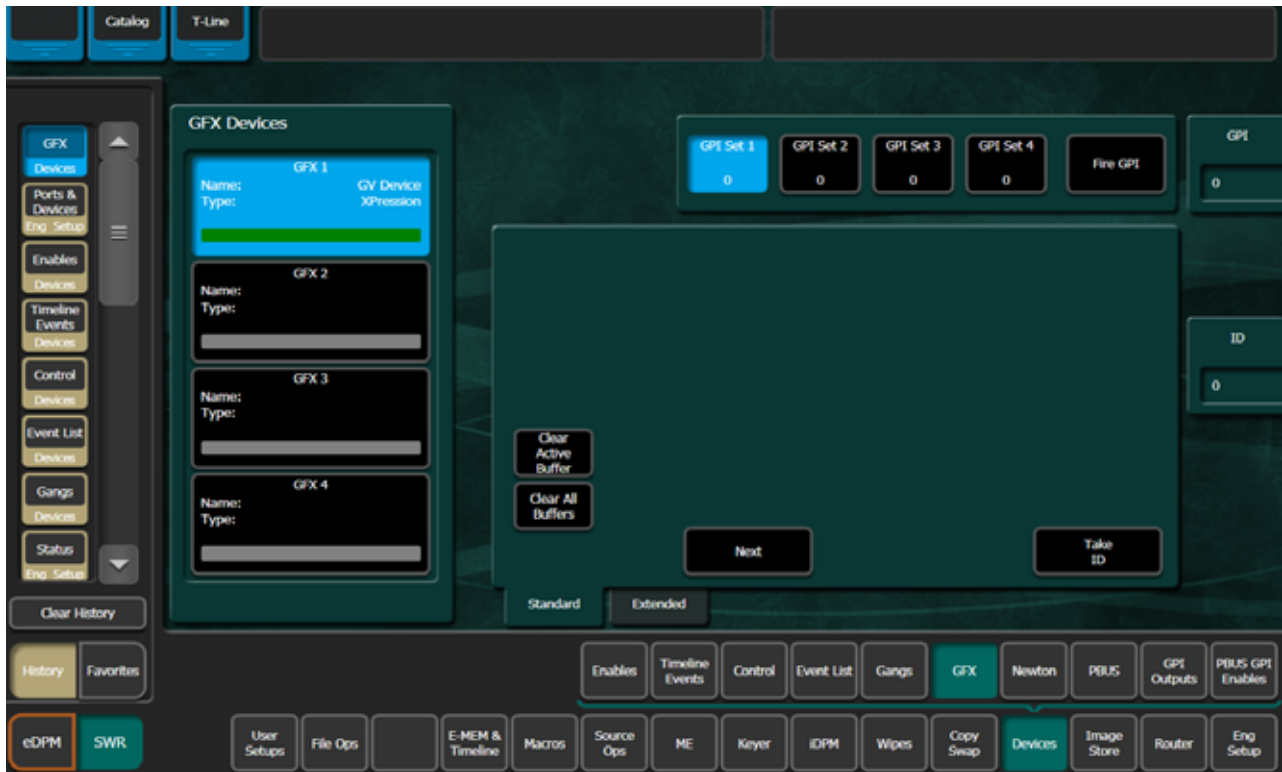 Catalog
T-Line
GFX
Devices
Ports &
Devices
Eng Setup
Enables
Devices
Timeline
Events
Devices
Control
Devices
Event List
Devices
Gangs
Devices
Status
Eng Setup
Clear History
History
Favorites
GFX Devices
GFX 1
Name: GV Device
Type: XPression
GFX 2
Name:
Type:
GFX 3
Name:
Type:
GFX 4
Name:
Type:
GPI Set 1
0
GPI Set 2
0
GPI Set 3
0
GPI Set 4
0
Fire GPI
GPI
0
ID
0
Clear
Active
Buffer
Clear All
Buffers
Next
Take
ID
Standard
Extended
Enables
Timeline
Events
Control
Event List
Gangs
GFX
Newton
PBUS
GPI
Outputs
PBUS GPI
Enables
eDPM
SWR
User
Setups
File Ops
E-MEM &
Timeline
Macros
Source
Ops
ME
Keyer
iDPM
Wipes
Copy
Swap
Devices
Image
Store
Router
Eng
Setup